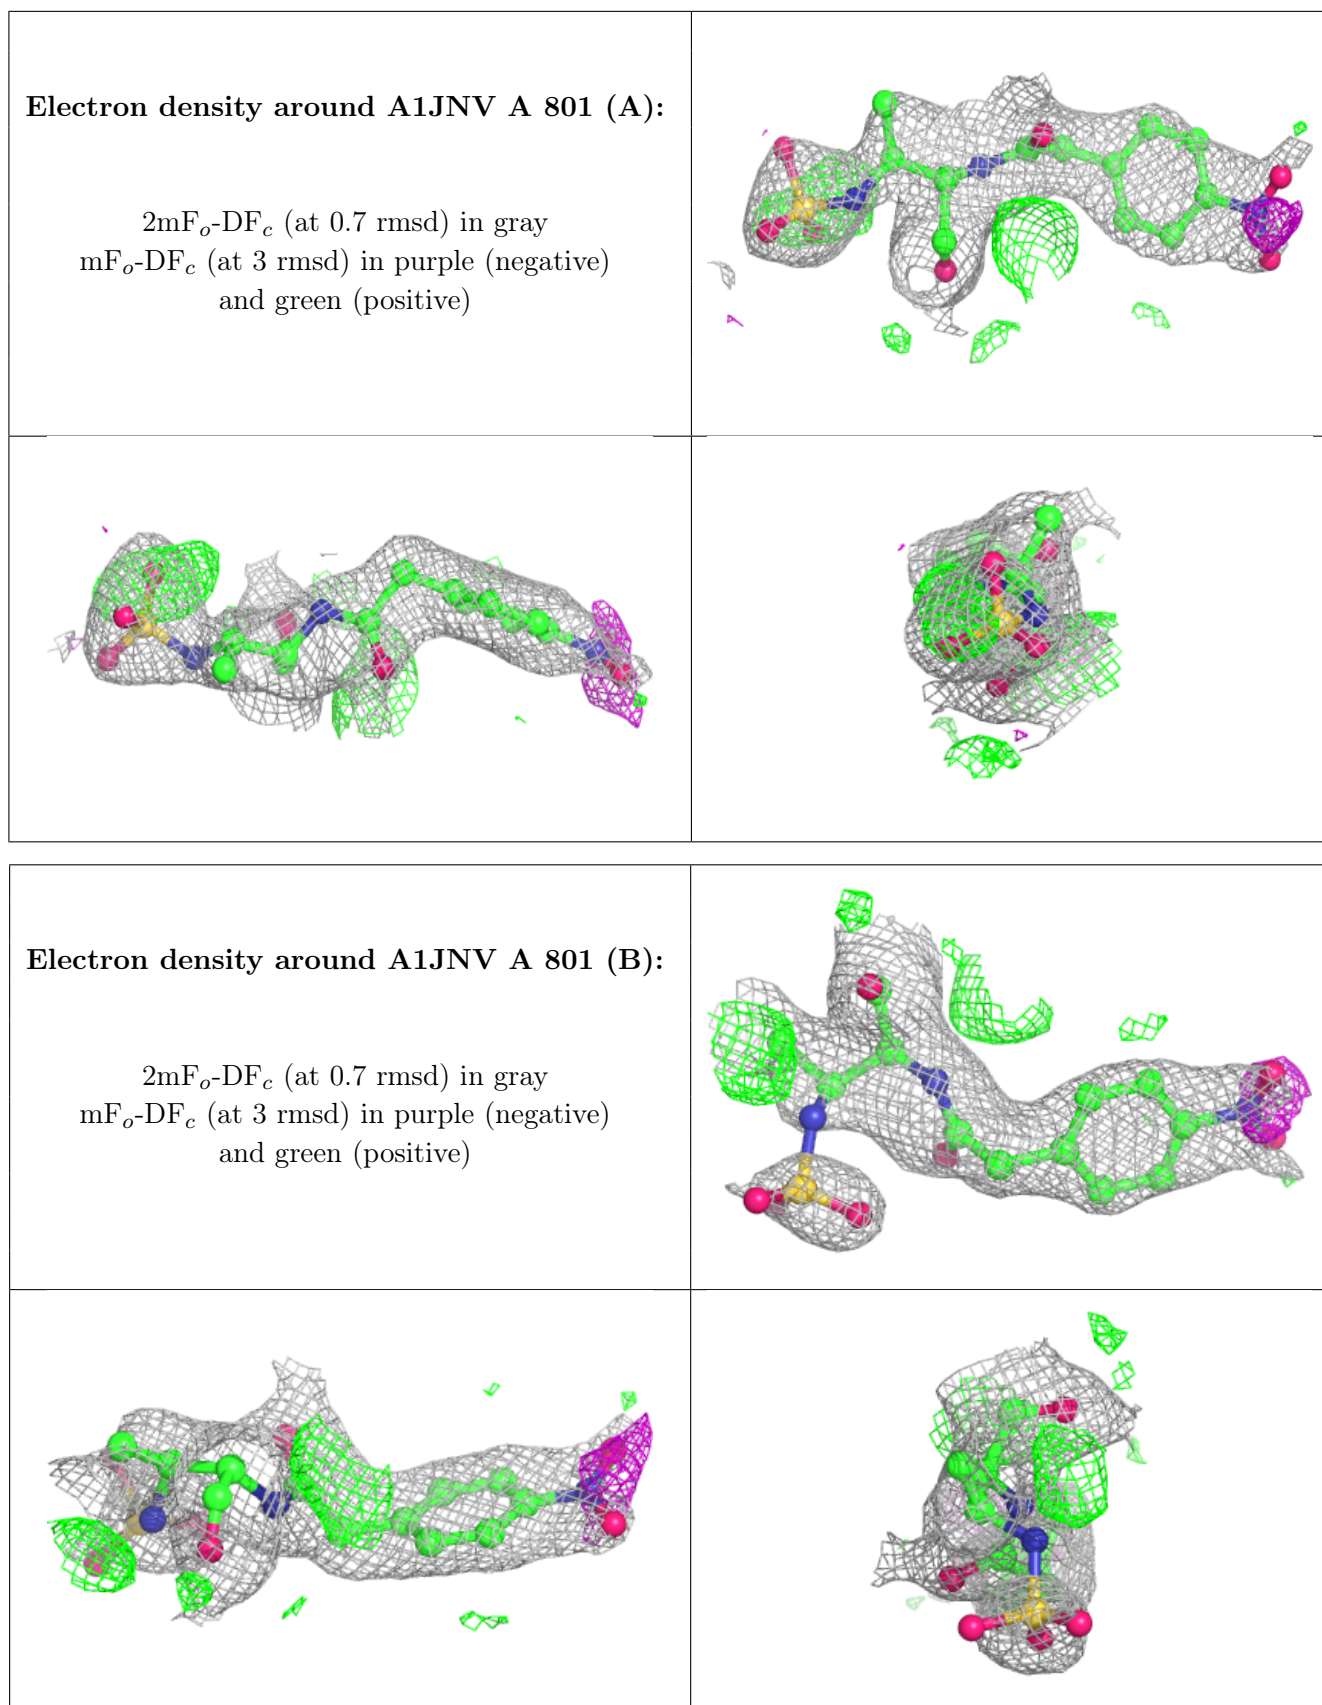 Electron density around A1JNV A 801 (A):
2mFo-DFc (at 0.7 rmsd) in gray
mFo-DFc (at 3 rmsd) in purple (negative)
and green (positive)
Electron density around A1JNV A 801 (B):
2mFo-DFc (at 0.7 rmsd) in gray
mFo-DFc (at 3 rmsd) in purple (negative)
and green (positive)